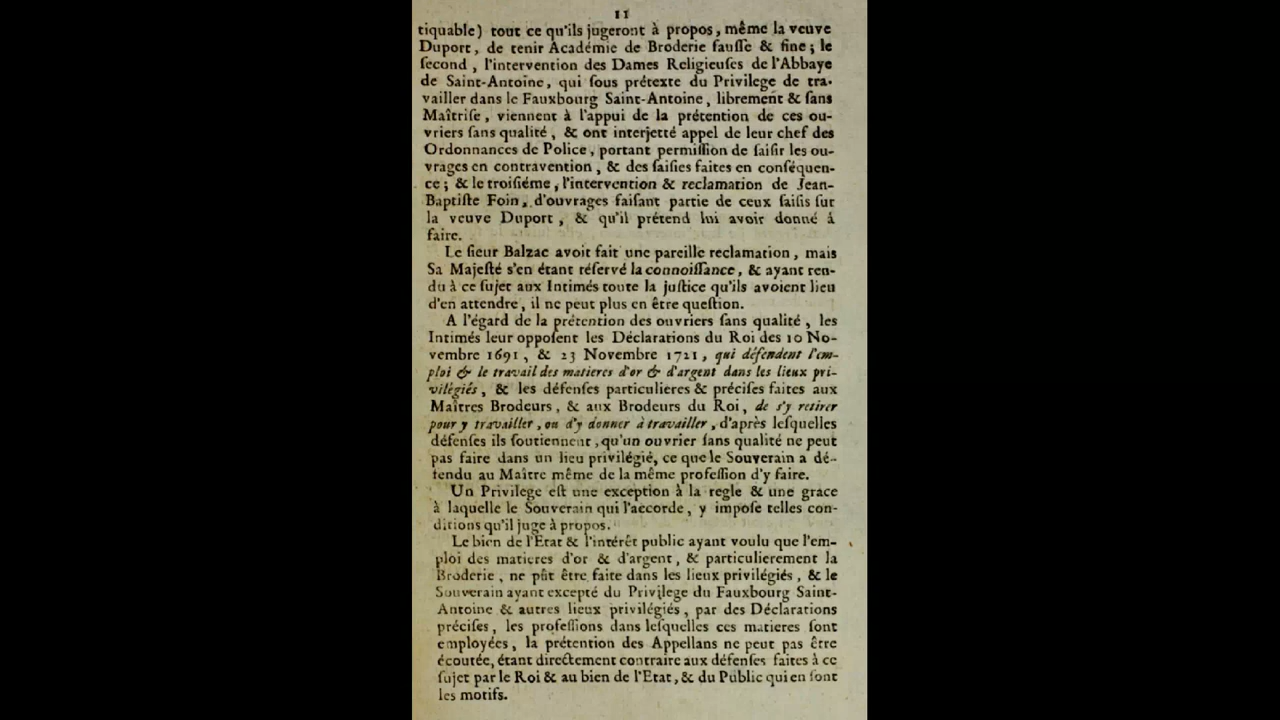 11
tiquable) tout ce qu'ils jugeront à propos, même la veuve
Duport, de tenir Académie de Broderie fauſſe & fine; le
ſecond, l'intervention des Dames Religieuſes de l'Abbaye
de Saint-Antoine, qui ſous prétexte du Privilege de tra-
vailler dans le Fauxbourg Saint-Antoine, librement & ſans
Maîtriſe, viennent à l'appui de la prétention de ces ou-
vriers ſans qualité, & ont interjetté appel de leur chef des
Ordonnances de Police, portant permiſſion de ſaiſir les ou-
vrages en contravention, & des ſaiſies faites en conſéquen-
ce; & le troiſiéme, l'intervention & reclamation de Jean-
Baptiſte Foin, d'ouvrages faiſant partie de ceux ſaiſis ſur
la veuve Duport, & qu'il prétend lui avoir donné à
faire.
Le ſieur Balzac avoit fait une pareille reclamation, mais
Sa Majeſté s'en étant réſervé la connoiſſance, & ayant ren-
du à ce ſujet aux Intimés toute la juſtice qu'ils avoient lieu
d'en attendre, il ne peut plus en être queſtion.
A l'égard de la prétention des ouvriers ſans qualité, les
Intimés leur oppoſent les Déclarations du Roi des 10 No-
vembre 1691, & 23 Novembre 1721, qui défendent l'em-
ploi & le travail des matieres d'or & d'argent dans les lieux pri-
vilégiés, & les défenſes particulieres & préciſes faites aux
Maîtres Brodeurs, & aux Brodeurs du Roi, de s'y retirer
pour y travailler, ou d'y donner à travailler, d'après leſquelles
défenſes ils ſoutiennent, qu'un ouvrier ſans qualité ne peut
pas faire dans un lieu privilégié, ce que le Souverain a dé-
fendu au Maître même de la même profeſſion d'y faire.
Un Privilege eſt une exception à la regle & une grace
à laquelle le Souverain qui l'accorde, y impoſe telles con-
ditions qu'il juge à propos.
Le bien de l'Etat & l'intérêt public ayant voulu que l'em-
ploi des matieres d'or & d'argent, & particulierement la
Broderie, ne pût être faite dans les lieux privilégiés, & le
Souverain ayant excepté du Privilege du Fauxbourg Saint-
Antoine & autres lieux privilégiés, par des Déclarations
préciſes, les profeſſions dans leſquelles ces matieres ſont
employées, la prétention des Appellans ne peut pas être
écoutée, étant directement contraire aux défenſes faites à ce
ſujet par le Roi & au bien de l'Etat, & du Public qui en ſont
les motifs.